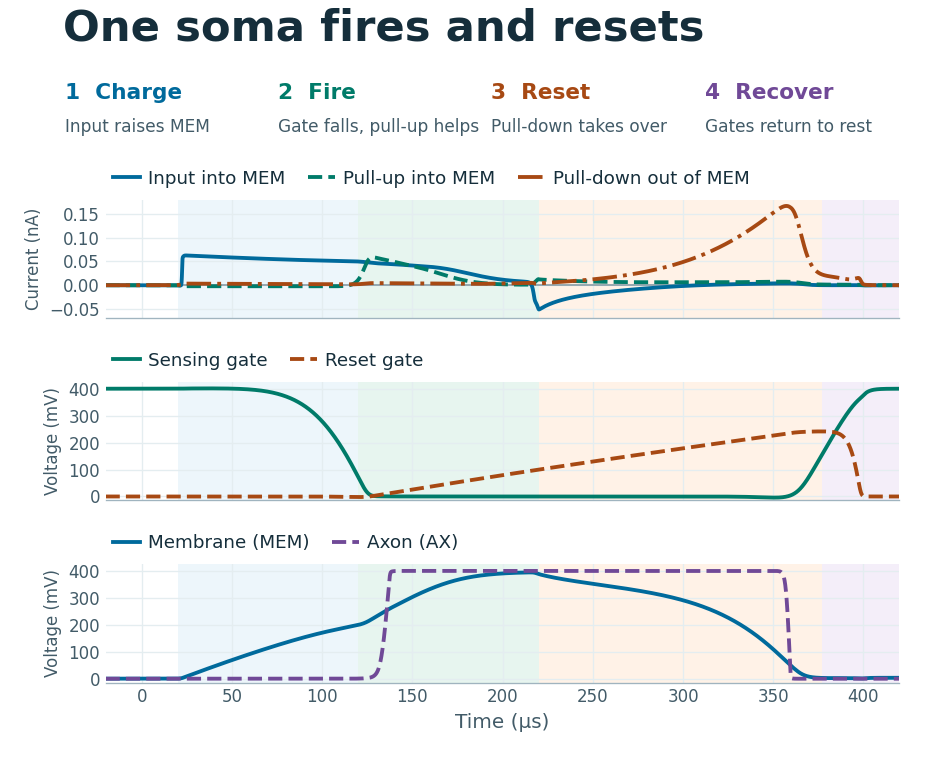 One soma fires and resets
1 Charge 2 Fire 3 Reset 4 Recover
Input raises MEM Gate falls, pull-up helps Pull-down takes over Gates return to rest
Input into MEM Pull-up into MEM Pull-down out of MEM
Current (nA)
0.15
0.10
0.05
0.00
−0.05
Sensing gate Reset gate
Voltage (mV)
400
300
200
100
0
Membrane (MEM) Axon (AX)
Voltage (mV)
400
300
200
100
0
0 50 100 150 200 250 300 350 400
Time (µs)